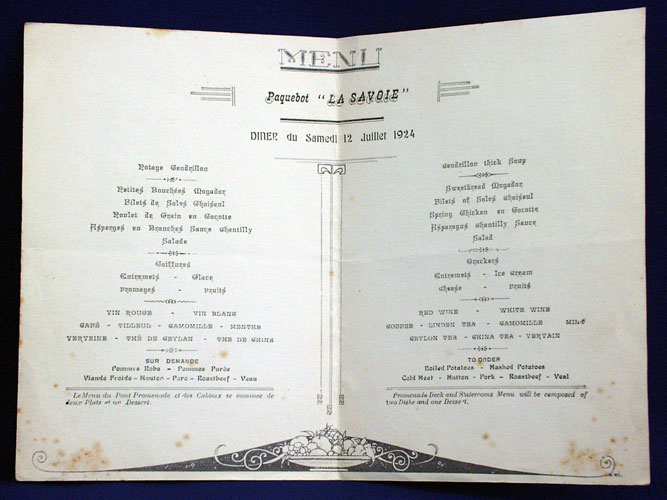 MENU
Paquebot "LA SAVOIE"
DINER du Samedi 12 Juillet 1924
Potage Cendrillon
Petites Bouchées Mogador
Filets de Soles Choiseul
Poulet de Grain en Cocotte
Asperges en Branches Sauce Chantilly
Salade
Coiffures
Entremets - Glace
Fromages - Fruits
VIN ROUGE - VIN BLANC
CAFÉ - TILLEUL - CAMOMILLE - MENTHE
VERVEINE - THÉ DE CEYLAN - THÉ DE CHINE
SUR DEMANDE
Pommes Robe - Pommes Purée
Viande Froide - Mouton - Porc - Roastbeef - Veau
Le Menu du Pont Promenade et des Cabines se compose de
deux Plats et un Dessert.
Cendrillon thick Soup
Sweetbread Mogador
Filets of Soles Choiseul
Spring Chicken en Cocotte
Asparagus Chantilly Sauce
Salad
Crackers
Entremets - Ice Cream
Cheese - Fruits
RED WINE - WHITE WINE
COFFEE - LINDEN TEA - CAMOMILLE MINT
CEYLON TEA - CHINA TEA - VERVAIN
TO ORDER
Boiled Potatoes - Mashed Potatoes
Cold Meat - Mutton - Pork - Roastbeef - Veal
Promenade Deck and Staterooms Menu will be composed of
two Dishe and one Dessert.